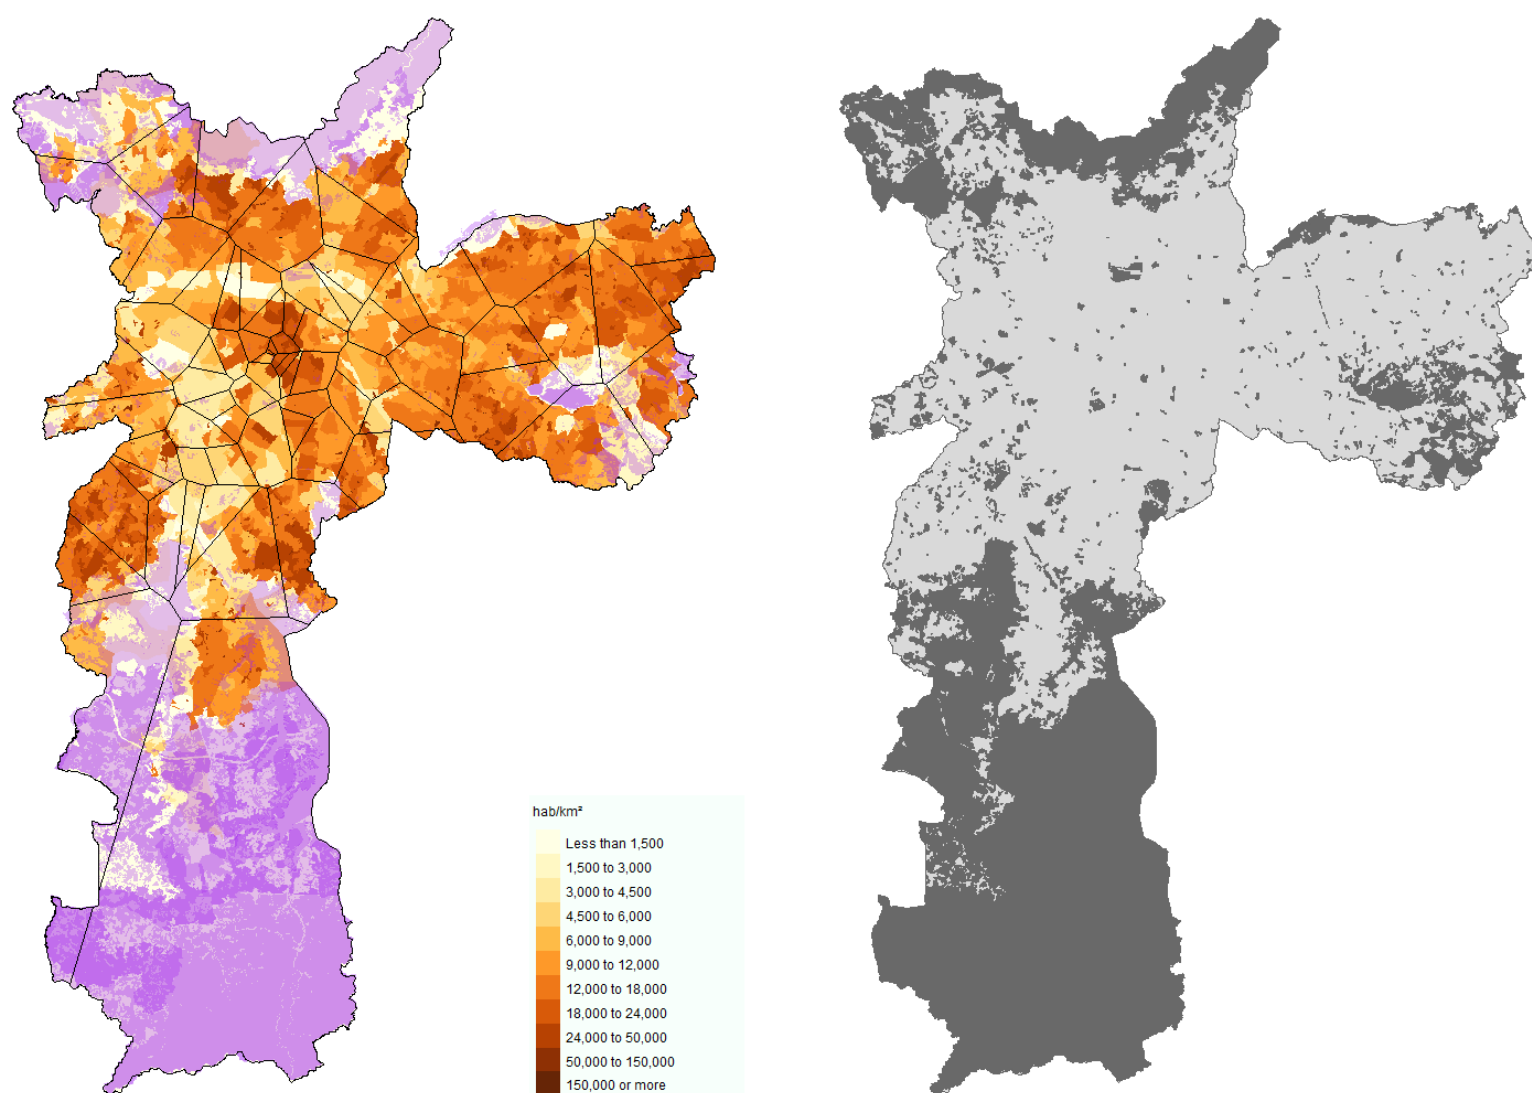 hab/km²
Less than 1,500
1,500 to 3,000
3,000 to 4,500
4,500 to 6,000
6,000 to 9,000
9,000 to 12,000
12,000 to 18,000
18,000 to 24,000
24,000 to 50,000
50,000 to 150,000
150,000 or more